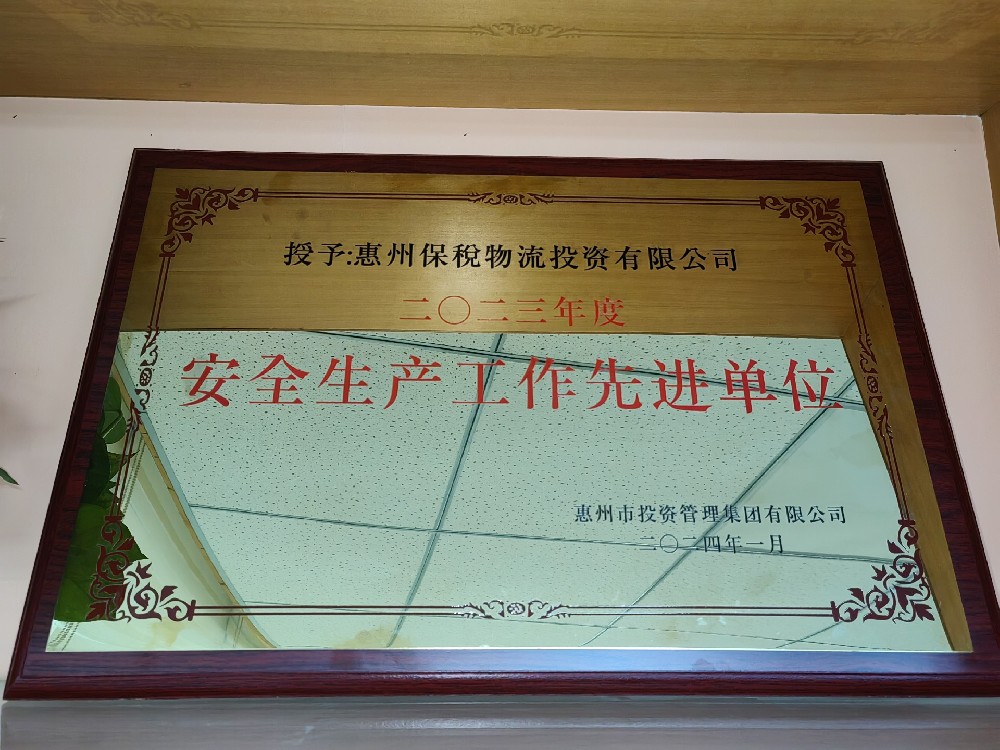 授予:惠州保税物流投资有限公司
二〇二三年度
安全生产工作先进单位
惠州市投资管理集团有限公司
二〇二四年一月